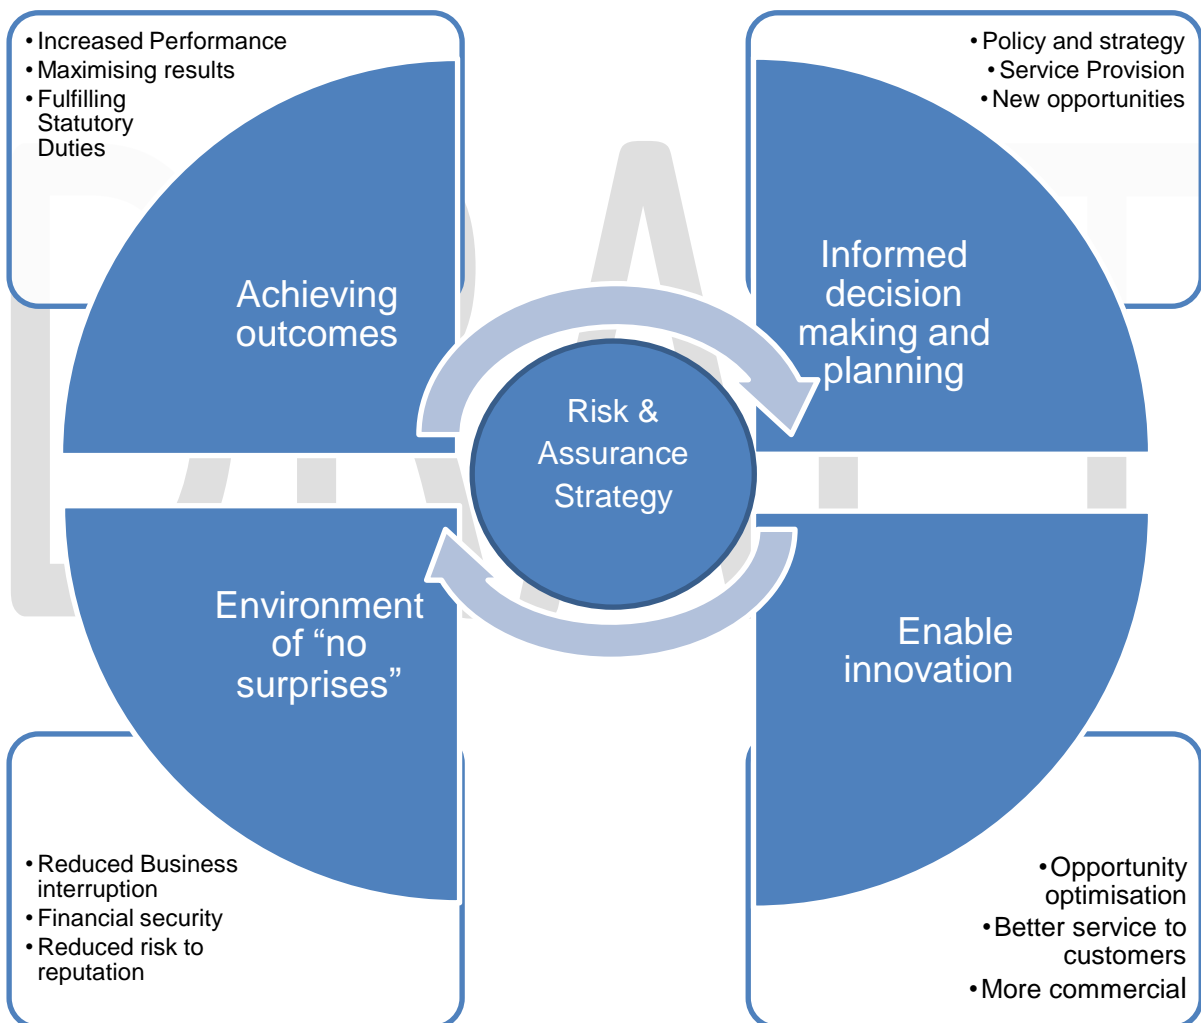 • Increased Performance
• Maximising results
• Fulfilling
Statutory
Duties
• Policy and strategy
• Service Provision
• New opportunities
Achieving
outcomes
Informed
decision
making and
planning
Risk &
Assurance
Strategy
Environment
of “no
surprises”
Enable
innovation
• Reduced Business
interruption
• Financial security
• Reduced risk to
reputation
• Opportunity
optimisation
• Better service to
customers
• More commercial